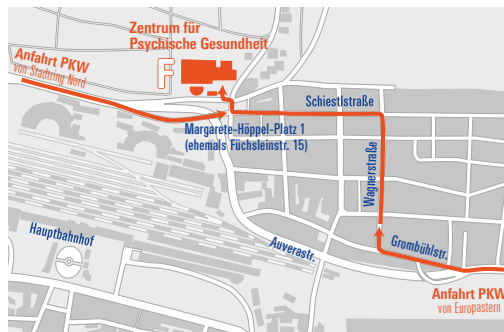 Zentrum für
Psychische Gesundheit
Anfahrt PKW
von Stadtring Nord
Schiestlstraße
Margarete-Höppel-Platz 1
(ehemals Füchsleinstr. 15)
Wagnerstraße
Hauptbahnhof
Auverastr.
Grombühlstr.
Anfahrt PKW
von Europastern